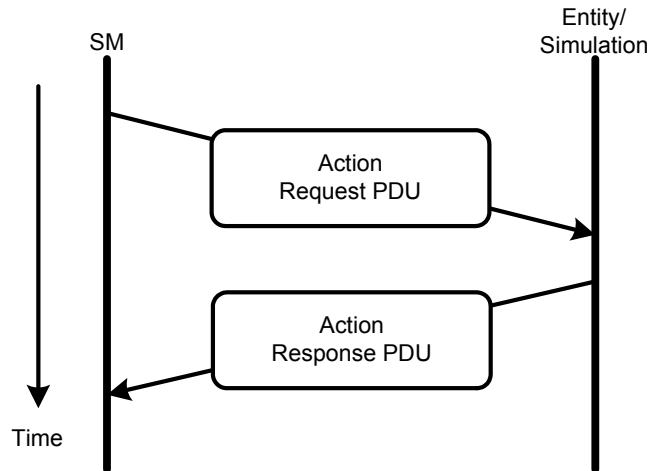 SM
Entity/
Simulation
Action
Request PDU
Action
Response PDU
Time